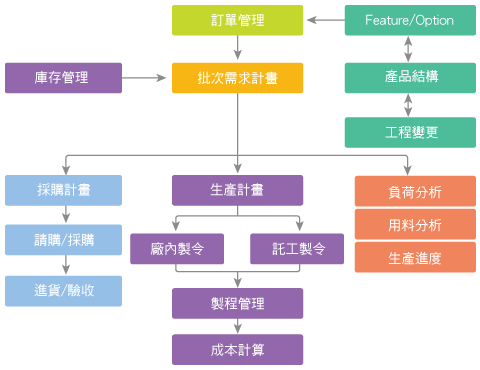 訂單管理
Feature/Option
庫存管理
批次需求計畫
產品結構
工程變更
採購計畫
生產計畫
負荷分析
請購/採購
廠內製令
託工製令
用料分析
生產進度
進貨/驗收
製程管理
成本計算